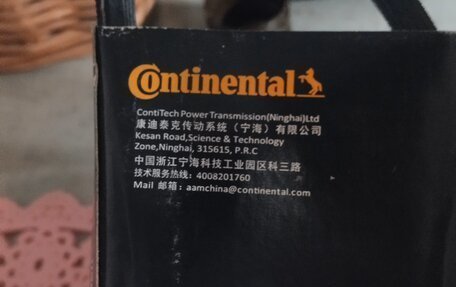 Continental
ContiTech Power Transmission(Ninghai)Ltd
康迪泰克传动系统（宁海）有限公司
Kesan Road,Science & Technology
Zone,Ninghai, 315615, P.R.C
中国浙江宁海科技工业园区科三路
技术服务热线: 4008201760
Mail 邮箱: aamchina@continental.com